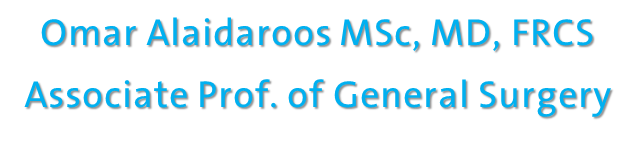 Omar Alaidaroos MSc, MD, FRCS
Associate Prof. of General Surgery